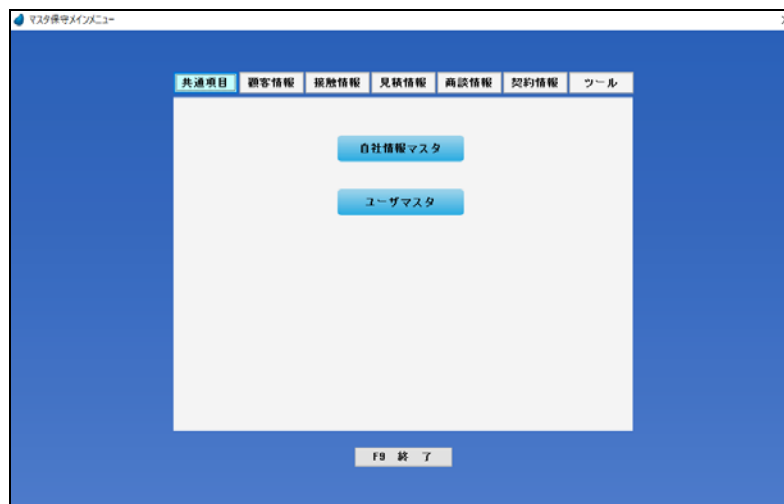 マスタ保守メインメニュー
共通項目 顧客情報 接触情報 見積情報 商談情報 契約情報 ツール
自社情報マスタ
ユーザマスタ
F9 終 了